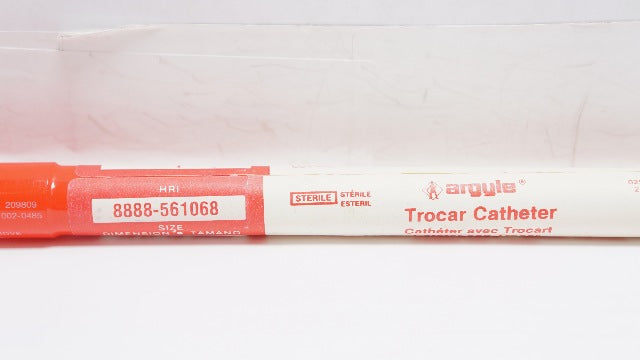 209809
002-0485
HRI
8888-561068
SIZE
DIMENSION & TAMANO
STERILE STÉRILE
ESTERIL
argyle®
Trocar Catheter
Cathéter avec Trocart